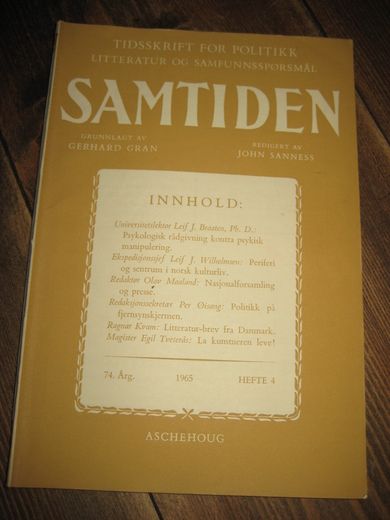 TIDSSKRIFT FOR POLITIKK
LITTERATUR OG SAMFUNNSSPØRSMÅL
SAMTIDEN
GRUNNLAGT AV
GERHARD GRAN
REDIGERT AV
JOHN SANNESS
INNHOLD:
Universitetslektor Leif J. Braaten, Ph. D.:
Psykologisk rådgivning kontra psykisk
manipulering.
Ekspedisjonssjef Leif J. Wilhelmsen: Periferi
og sentrum i norsk kulturliv.
Redaktør Olav Maaland: Nasjonalforsamling
og presse.
Redaksjonssekretær Per Øisang: Politikk på
fjernsynskjermen.
Ragnar Kvam: Litteratur-brev fra Danmark.
Magister Egil Tveterås: La kunstneren leve!
74. Årg. 1965 HEFTE 4
ASCHEHOUG